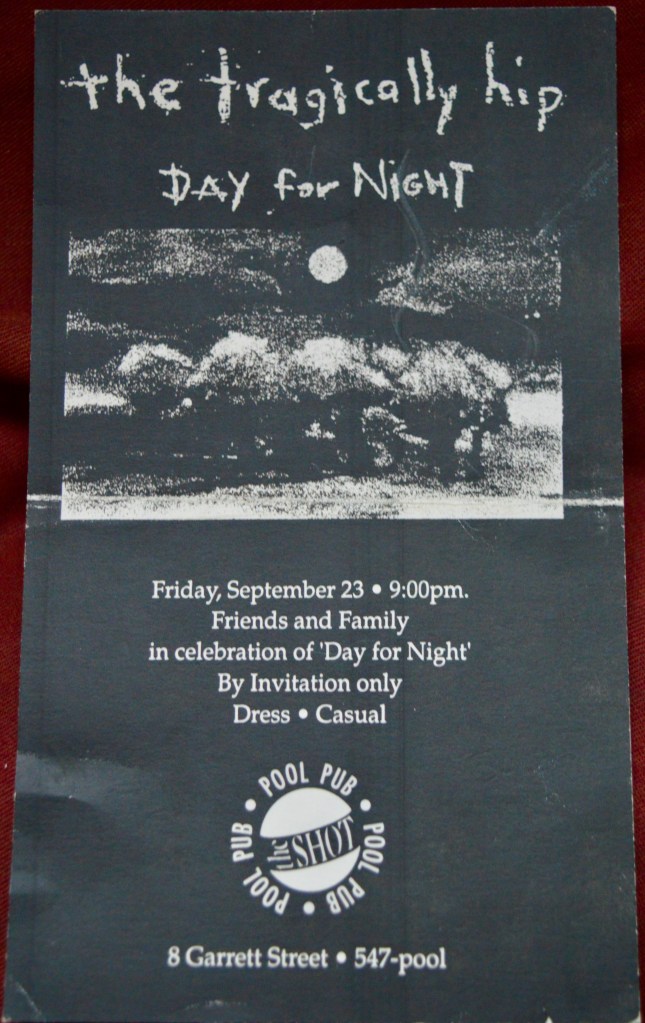 the tragically hip
DAY for NiGHT
Friday, September 23 • 9:00pm.
Friends and Family
in celebration of 'Day for Night'
By Invitation only
Dress • Casual
POOL PUB • POOL PUB • POOL PUB •
the SHOT
8 Garrett Street • 547-pool